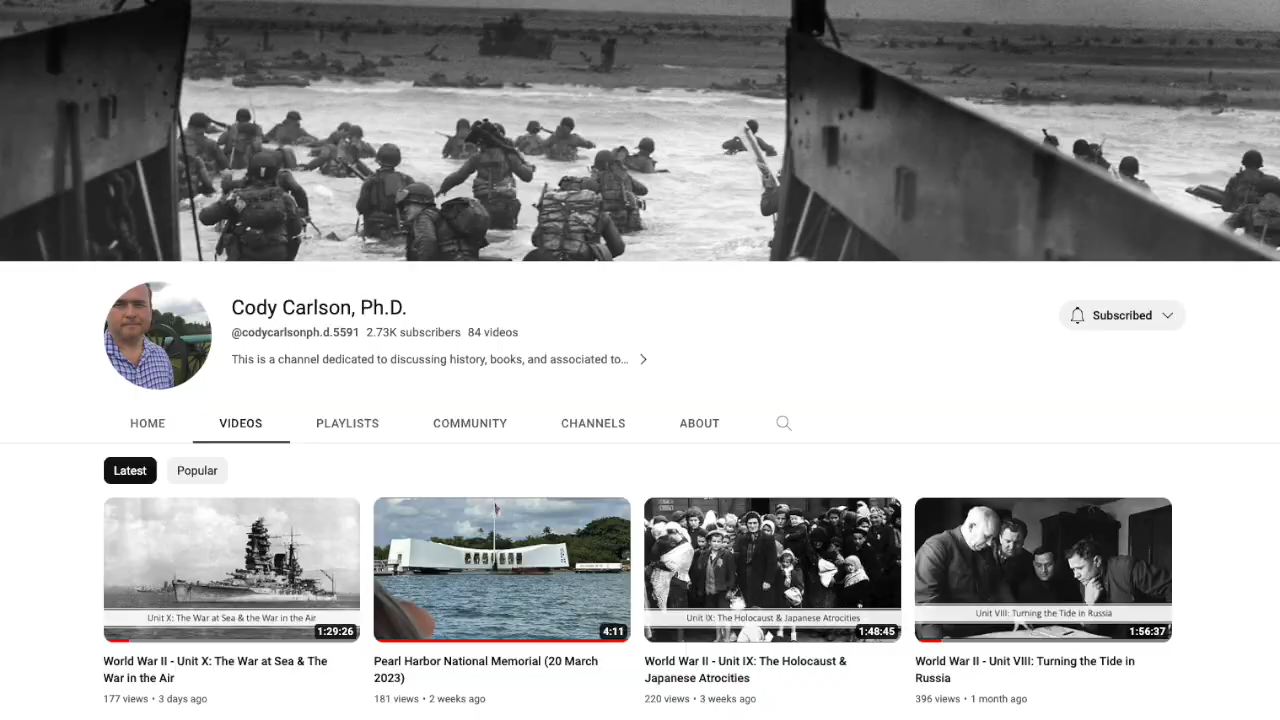 Cody Carlson, Ph.D.
@codycarlsonph.d.5591 2.73K subscribers 84 videos
This is a channel dedicated to discussing history, books, and associated to...
Subscribed
HOME VIDEOS PLAYLISTS COMMUNITY CHANNELS ABOUT
Latest Popular
Unit X: The War at Sea & the War in the Air
1:29:26
4:11
Unit IX: The Holocaust & Japanese Atrocities
1:48:45
Unit VIII: Turning the Tide in Russia
1:56:37
World War II - Unit X: The War at Sea & The
War in the Air
177 views • 3 days ago
Pearl Harbor National Memorial (20 March
2023)
181 views • 2 weeks ago
World War II - Unit IX: The Holocaust &
Japanese Atrocities
220 views • 3 weeks ago
World War II - Unit VIII: Turning the Tide in
Russia
396 views • 1 month ago